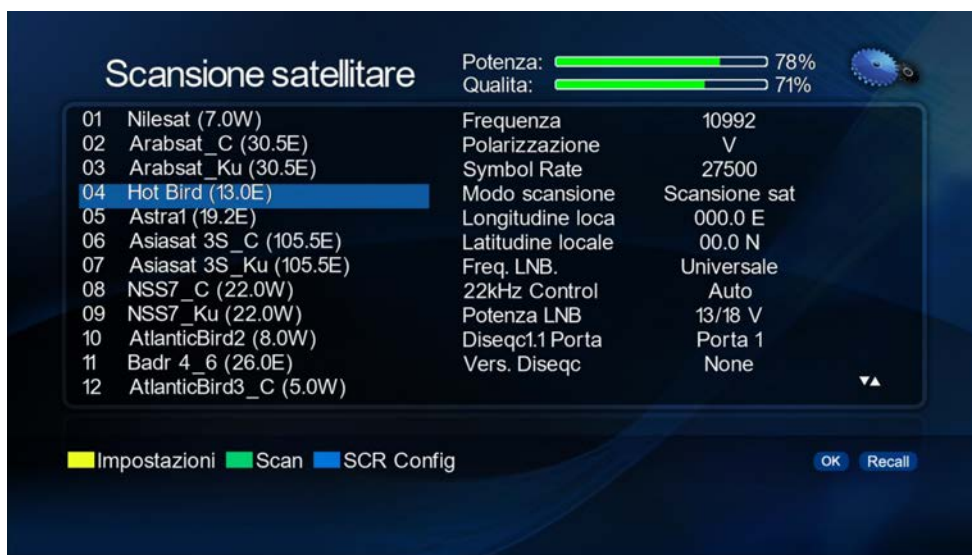 Scansione satellitare
Potenza: 78%
Qualita: 71%
01 Nilesat (7.0W)
02 Arabsat_C (30.5E)
03 Arabsat_Ku (30.5E)
04 Hot Bird (13.0E)
05 Astra1 (19.2E)
06 Asiasat 3S_C (105.5E)
07 Asiasat 3S_Ku (105.5E)
08 NSS7_C (22.0W)
09 NSS7_Ku (22.0W)
10 AtlanticBird2 (8.0W)
11 Badr 4_6 (26.0E)
12 AtlanticBird3_C (5.0W)
Frequenza 10992
Polarizzazione V
Symbol Rate 27500
Modo scansione Scansione sat
Longitudine loca 000.0 E
Latitudine locale 00.0 N
Freq. LNB. Universale
22kHz Control Auto
Potenza LNB 13/18 V
Diseqc1.1 Porta Porta 1
Vers. Diseqc None
Impostazioni Scan SCR Config
OK Recall